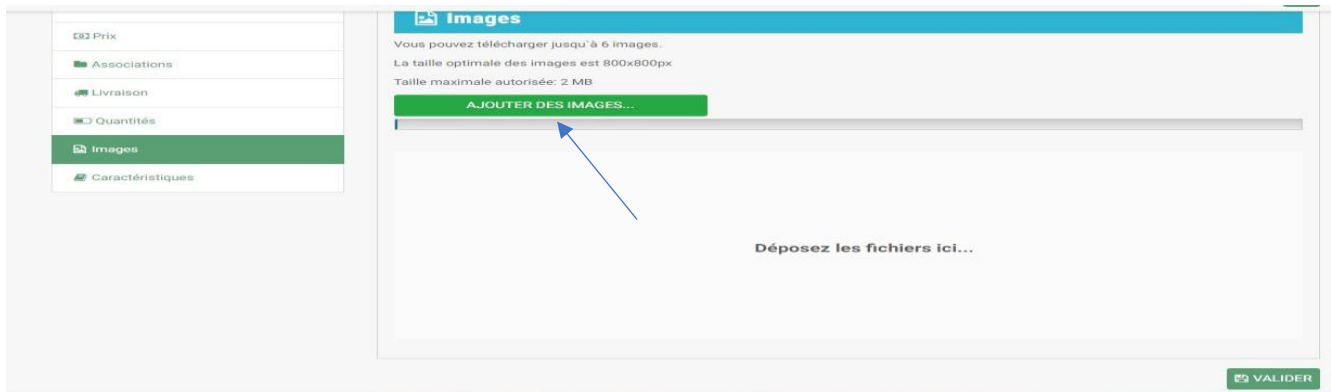 Prix
Associations
Livraison
Quantités
Images
Caractéristiques
Images
Vous pouvez télécharger jusqu'à 6 images.
La taille optimale des images est 800x800px
Taille maximale autorisée: 2 MB
AJOUTER DES IMAGES...
Déposez les fichiers ici...
VALIDER